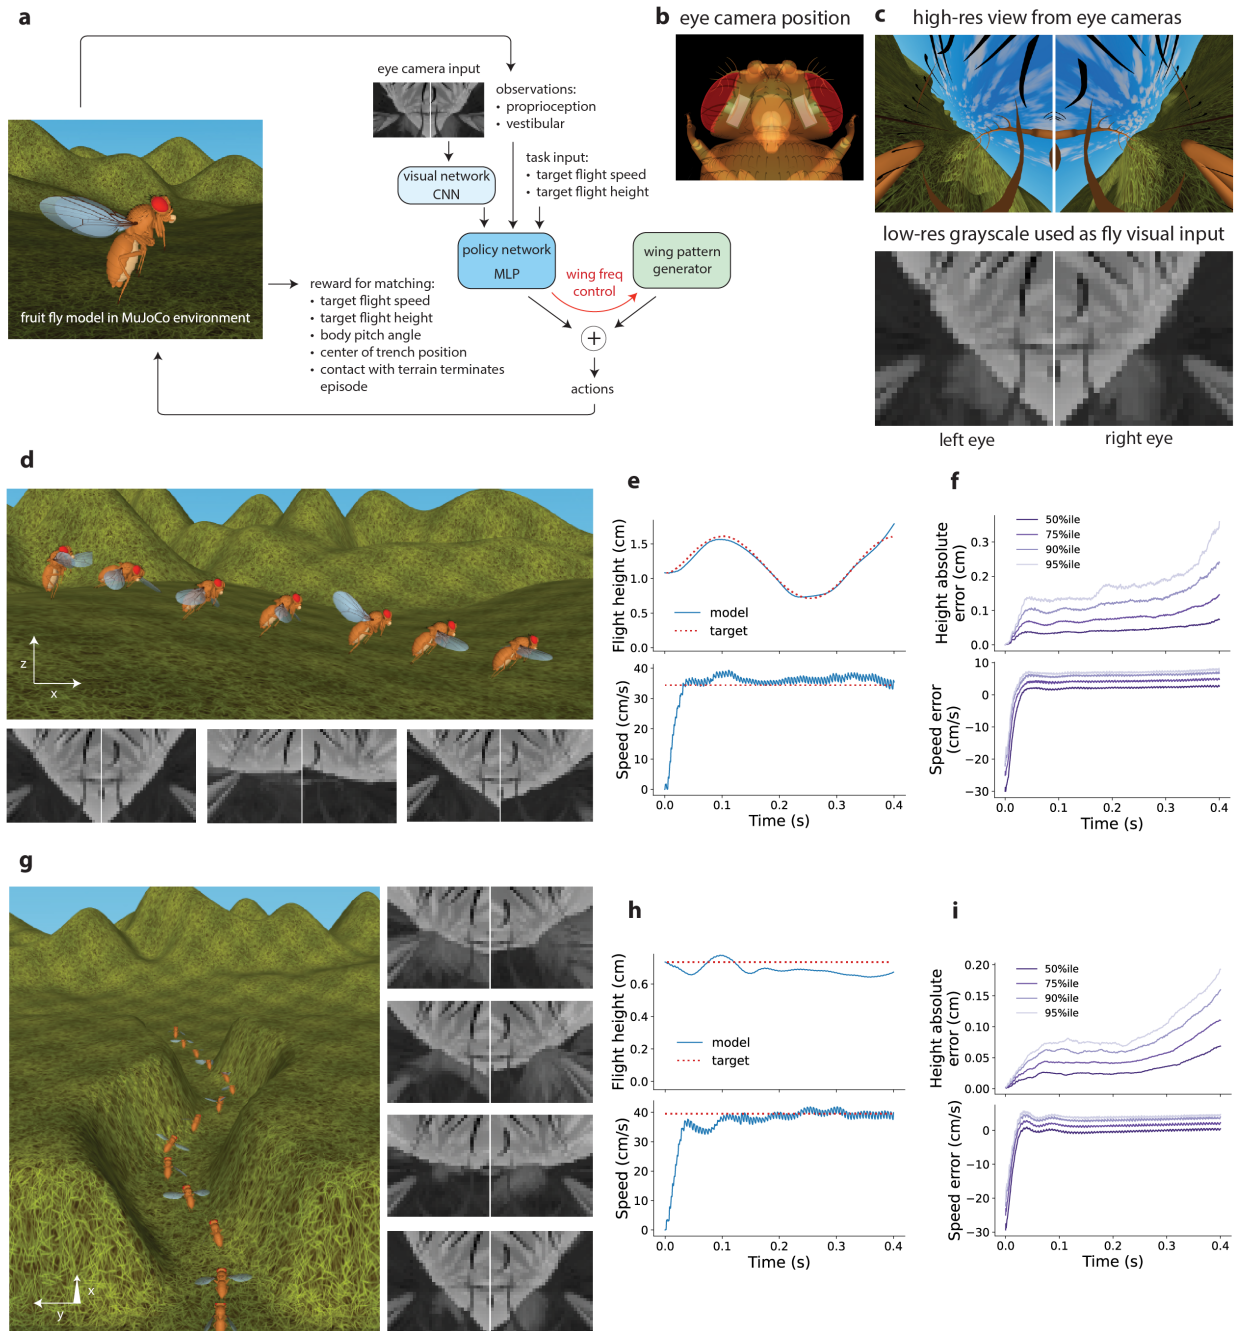 a
eye camera input
observations:
• proprioception
• vestibular
task input:
• target flight speed
• target flight height
visual network
CNN
policy network
MLP
wing freq
control
wing pattern
generator
+
actions
fruit fly model in MuJoCo environment
reward for matching:
• target flight speed
• target flight height
• body pitch angle
• center of trench position
• contact with terrain terminates
episode
b
eye camera position
c
high-res view from eye cameras
low-res grayscale used as fly visual input
left eye
right eye
d
z
x
e
Flight height (cm)
1.5
1.0
0.5
0.0
model
target
Speed (cm/s)
40
30
20
10
0
0.0 0.1 0.2 0.3 0.4
Time (s)
f
Height absolute
error (cm)
0.3
0.2
0.1
0.0
50%ile
75%ile
90%ile
95%ile
Speed error
(cm/s)
10
0
−10
−20
−30
0.0 0.1 0.2 0.3 0.4
Time (s)
g
x
y
h
Flight height (cm)
0.6
0.4
0.2
0.0
model
target
Speed (cm/s)
40
30
20
10
0
0.0 0.1 0.2 0.3 0.4
Time (s)
i
Height absolute
error (cm)
0.20
0.15
0.10
0.05
0.00
50%ile
75%ile
90%ile
95%ile
Speed error (cm/s)
0
−10
−20
−30
0.0 0.1 0.2 0.3 0.4
Time (s)